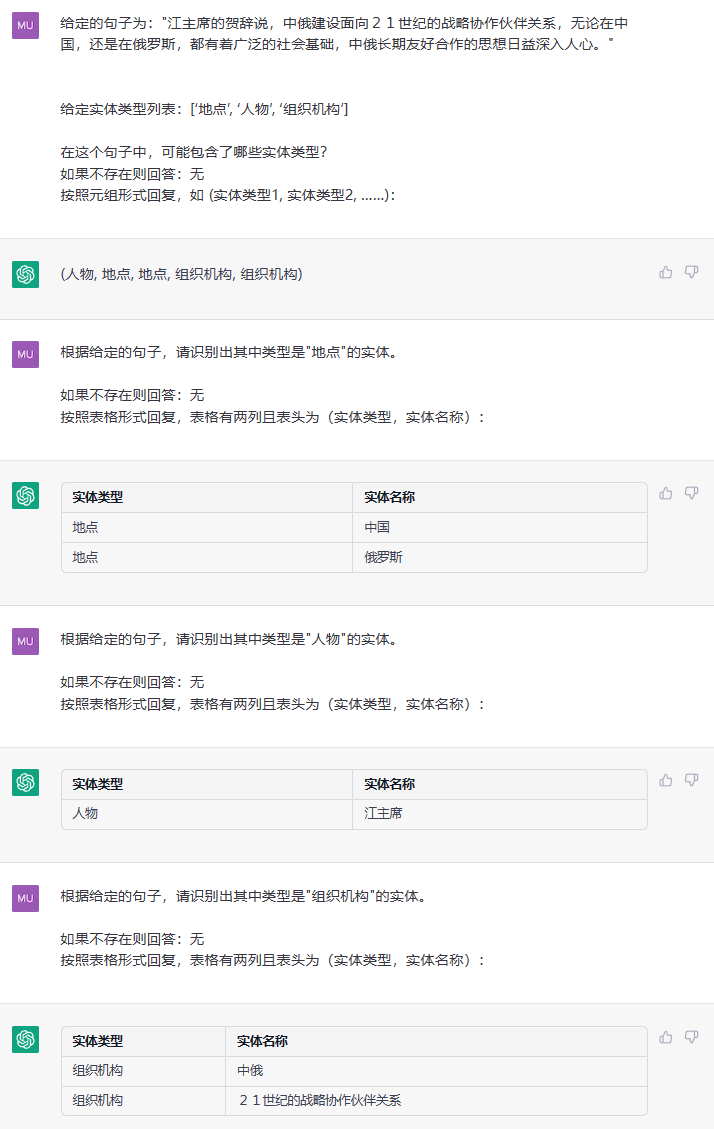 MU
给定的句子为："江主席的贺辞说，中俄建设面向２１世纪的战略协作伙伴关系，无论在中
国，还是在俄罗斯，都有着广泛的社会基础，中俄长期友好合作的思想日益深入人心。"
给定实体类型列表：['地点', '人物', '组织机构']
在这个句子中，可能包含了哪些实体类型？
如果不存在则回答：无
按照元组形式回复，如 (实体类型1, 实体类型2, ……)：
(人物, 地点, 地点, 组织机构, 组织机构)
MU
根据给定的句子，请识别出其中类型是"地点"的实体。
如果不存在则回答：无
按照表格形式回复，表格有两列且表头为（实体类型，实体名称）：
实体类型 实体名称
地点 中国
地点 俄罗斯
MU
根据给定的句子，请识别出其中类型是"人物"的实体。
如果不存在则回答：无
按照表格形式回复，表格有两列且表头为（实体类型，实体名称）：
实体类型 实体名称
人物 江主席
MU
根据给定的句子，请识别出其中类型是"组织机构"的实体。
如果不存在则回答：无
按照表格形式回复，表格有两列且表头为（实体类型，实体名称）：
实体类型 实体名称
组织机构 中俄
组织机构 ２１世纪的战略协作伙伴关系